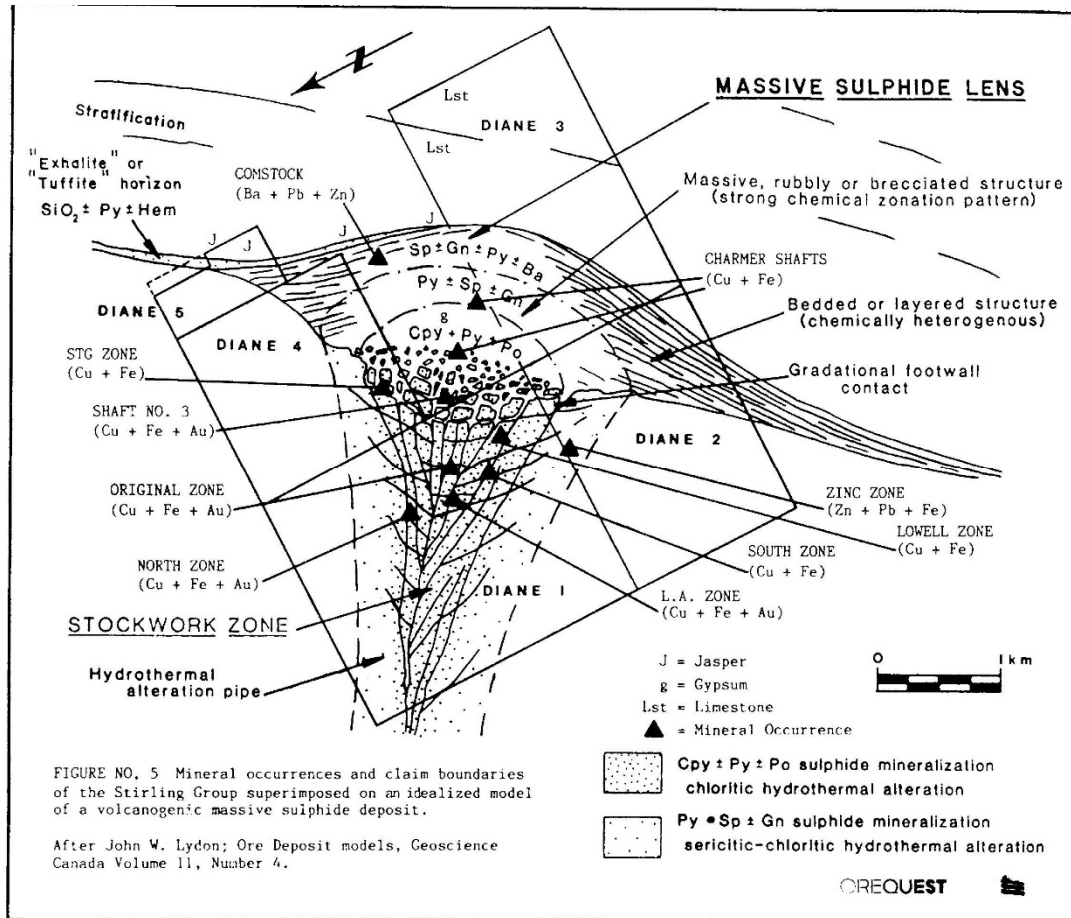 N
Lst
MASSIVE SULPHIDE LENS
Stratification
DIANE 3
Lst
"Exhalite" or
"Tuffite" horizon
SiO₂ ± Py ± Hem
COMSTOCK
(Ba + Pb + Zn)
Massive, rubbly or brecciated structure
(strong chemical zonation pattern)
J
J
J
J
Sp ± Gn ± Py ± Ba
CHARMER SHAFTS
(Cu + Fe)
Py ± Sp ± Gn
DIANE 5
Bedded or layered structure
(chemically heterogenous)
g
DIANE 4
Cpy + Py + Po
STG ZONE
(Cu + Fe)
Gradational footwall
contact
SHAFT NO. 3
(Cu + Fe + Au)
DIANE 2
ORIGINAL ZONE
(Cu + Fe + Au)
ZINC ZONE
(Zn + Pb + Fe)
LOWELL ZONE
(Cu + Fe)
NORTH ZONE
(Cu + Fe + Au)
SOUTH ZONE
(Cu + Fe)
DIANE 1
L.A. ZONE
(Cu + Fe + Au)
STOCKWORK ZONE
Hydrothermal
alteration pipe
J = Jasper
g = Gypsum
Lst = Limestone
▲ = Mineral Occurrence
0 1 km
Cpy ± Py ± Po sulphide mineralization
chloritic hydrothermal alteration
Py • Sp ± Gn sulphide mineralization
sericitic-chloritic hydrothermal alteration
FIGURE NO. 5 Mineral occurrences and claim boundaries
of the Stirling Group superimposed on an idealized model
of a volcanogenic massive sulphide deposit.
After John W. Lydon; Ore Deposit models, Geoscience
Canada Volume 11, Number 4.
OREQUEST